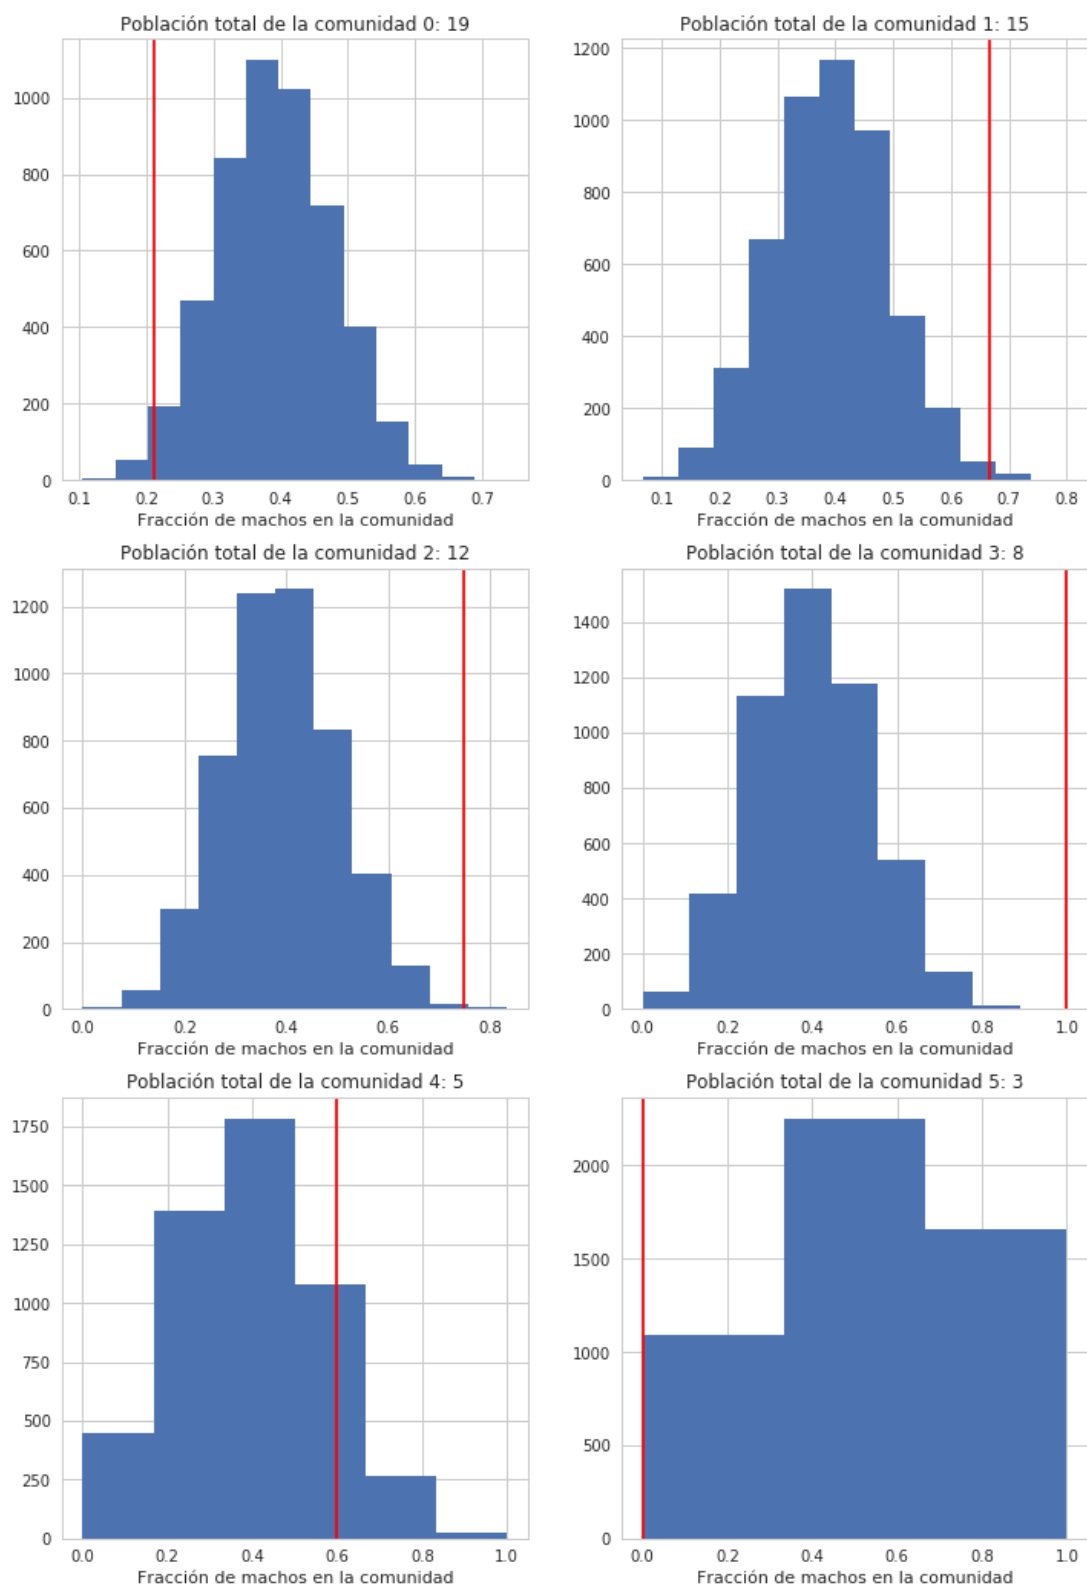 Población total de la comunidad 0: 19
1000
800
600
400
200
0
0.1 0.2 0.3 0.4 0.5 0.6 0.7
Fracción de machos en la comunidad
Población total de la comunidad 1: 15
1200
1000
800
600
400
200
0
0.1 0.2 0.3 0.4 0.5 0.6 0.7 0.8
Fracción de machos en la comunidad
Población total de la comunidad 2: 12
1200
1000
800
600
400
200
0
0.0 0.2 0.4 0.6 0.8
Fracción de machos en la comunidad
Población total de la comunidad 3: 8
1400
1200
1000
800
600
400
200
0
0.0 0.2 0.4 0.6 0.8 1.0
Fracción de machos en la comunidad
Población total de la comunidad 4: 5
1750
1500
1250
1000
750
500
250
0
0.0 0.2 0.4 0.6 0.8 1.0
Fracción de machos en la comunidad
Población total de la comunidad 5: 3
2000
1500
1000
500
0
0.0 0.2 0.4 0.6 0.8 1.0
Fracción de machos en la comunidad